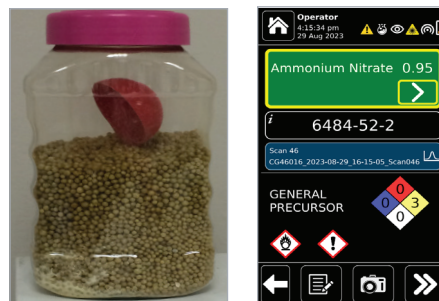 Operator
4:15:34 pm
29 Aug 2023
Ammonium Nitrate 0.95
i
6484-52-2
Scan 46
CG46016_2023-08-29_16-15-05_Scan046
GENERAL
PRECURSOR
0
0 3
0